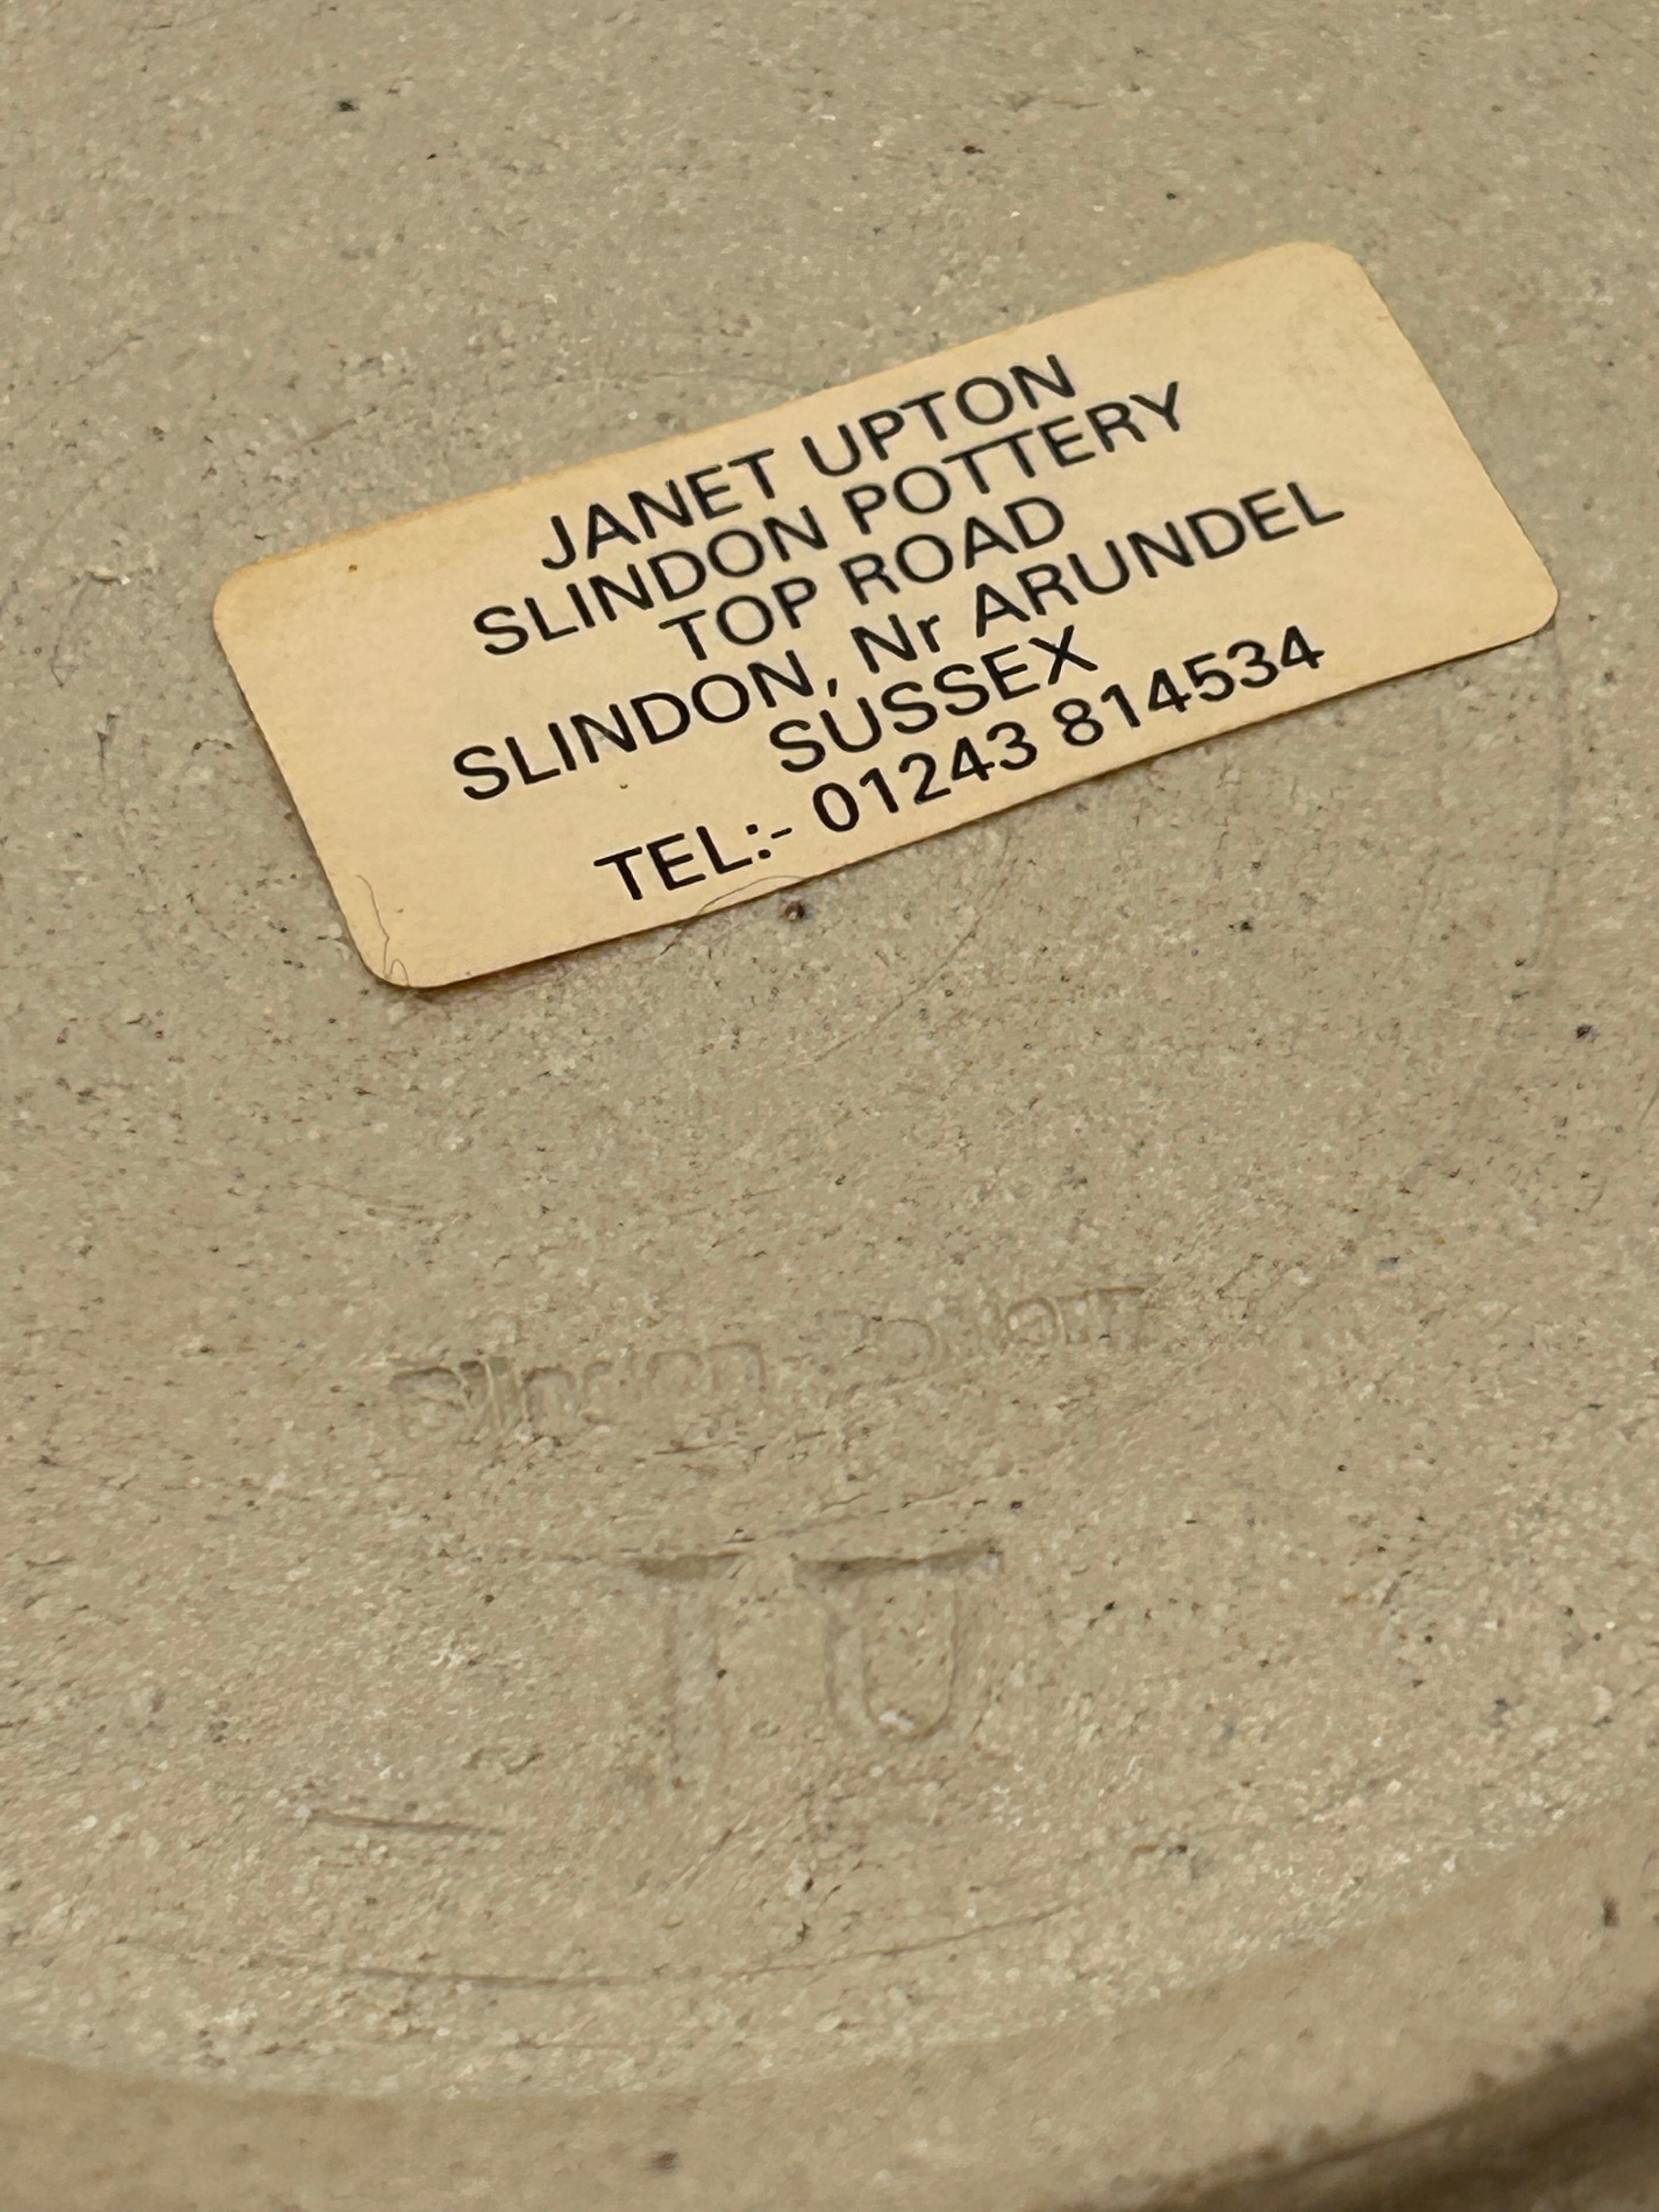 JANET UPTON
SLINDON POTTERY
TOP ROAD
SLINDON, Nr ARUNDEL
SUSSEX
TEL:- 01243 814534